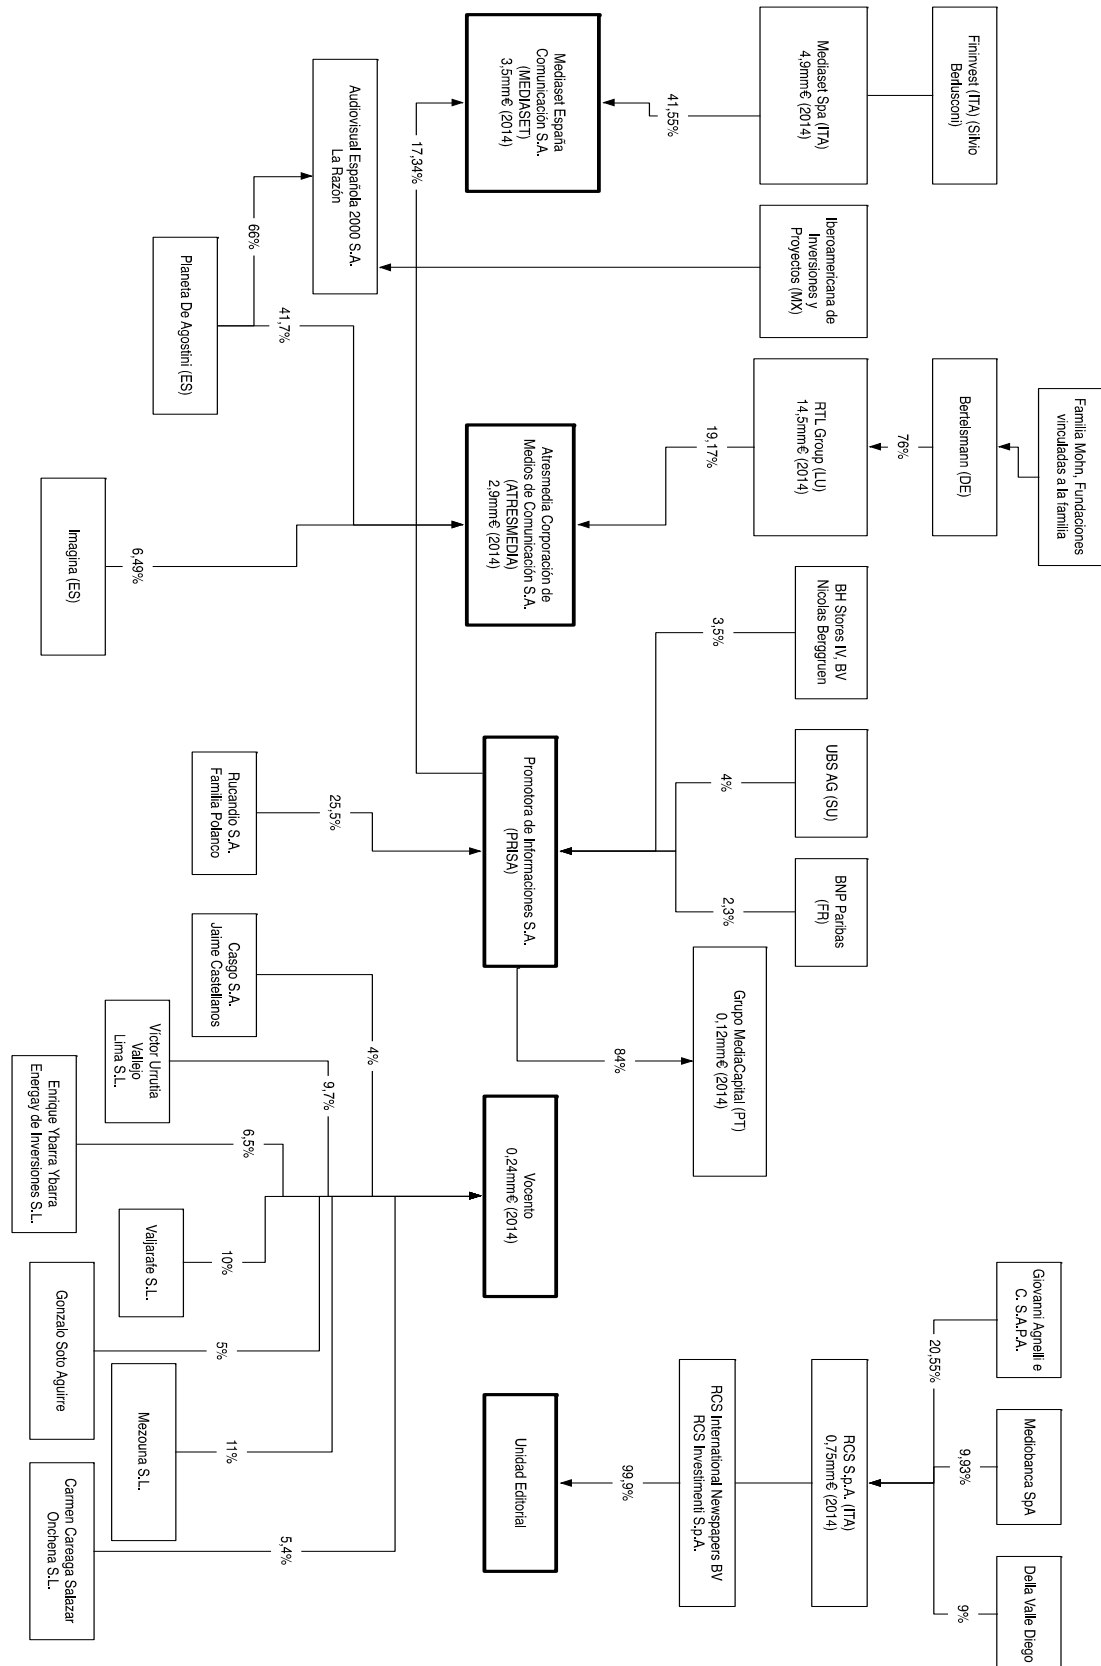 Fininvest (ITA) (Silvio
Berlusconi)
Mediaset Spa (ITA)
4,9mm€ (2014)
41,55%
Mediaset España
Comunicación S.A.
(MEDIASET)
3,5mm€ (2014)
17,34%
Iberoamericana de
Inversiones y
Proyectos (MX)
Audiovisual Española 2000 S.A.
La Razón
66%
Planeta De Agostini (ES)
41,7%
Familia Mohn, Fundaciones
vinculadas a la familia
Bertelsmann (DE)
76%
RTL Group (LU)
14,5mm€ (2014)
19,17%
Atresmedia Corporación de
Medios de Comunicación S.A.
(ATRESMEDIA)
2,9mm€ (2014)
6,49%
Imagina (ES)
BH Stores IV, BV
Nicolas Berggruen
UBS AG (SU)
BNP Paribas
(FR)
3,5%
4%
2,3%
Promotora de Informaciones S.A.
(PRISA)
25,5%
Rucandio S.A.
Familia Polanco
Grupo MediaCapital (PT)
0,12mm€ (2014)
84%
Vocento
0,24mm€ (2014)
4%
Casgo S.A.
Jaime Castellanos
9,7%
Víctor Urrutia
Vallejo
Lima S.L.
6,5%
Enrique Ybarra Ybarra
Energay de Inversiones S.L.
10%
Valjarafe S.L.
5%
Gonzalo Soto Aguirre
11%
Mezouna S.L.
5,4%
Carmen Careaga Salazar
Onchena S.L.
Giovanni Agnelli e
C. S.A.P.A.
Mediobanca SpA
Della Valle Diego
20,55%
9,93%
9%
RCS S.p.A. (ITA)
0,75mm€ (2014)
RCS International Newspapers BV
RCS Investimenti S.p.A.
99,9%
Unidad Editorial